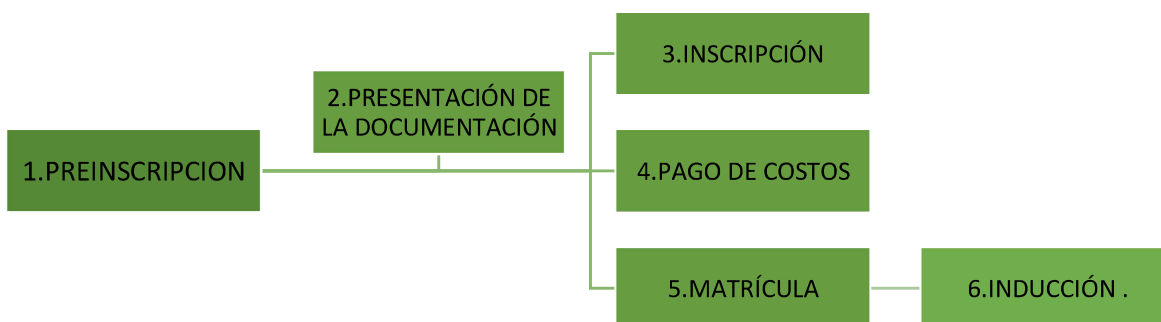 1.PREINSCRIPCION
2.PRESENTACIÓN DE
LA DOCUMENTACIÓN
3.INSCRIPCIÓN
4.PAGO DE COSTOS
5.MATRÍCULA
6.INDUCCIÓN .